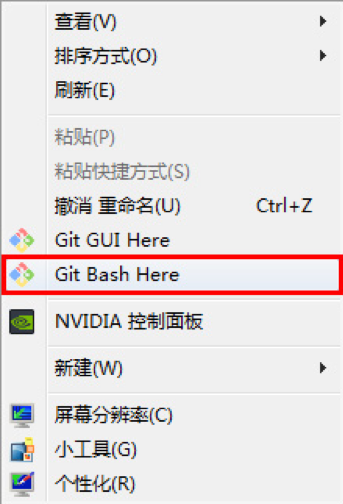 查看(V)
排序方式(O)
刷新(E)
粘贴(P)
粘贴快捷方式(S)
撤消 重命名(U) Ctrl+Z
Git GUI Here
Git Bash Here
NVIDIA 控制面板
新建(W)
屏幕分辨率(C)
小工具(G)
个性化(R)